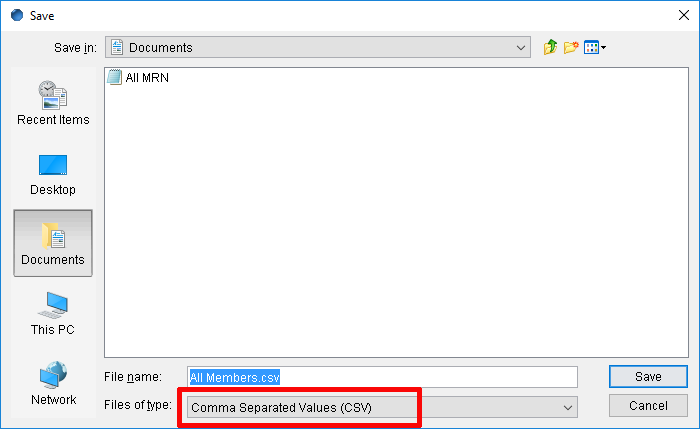 Save
Save in: Documents
All MRN
Recent Items
Desktop
Documents
This PC
Network
File name: All Members.csv Save
Files of type: Comma Separated Values (CSV) Cancel